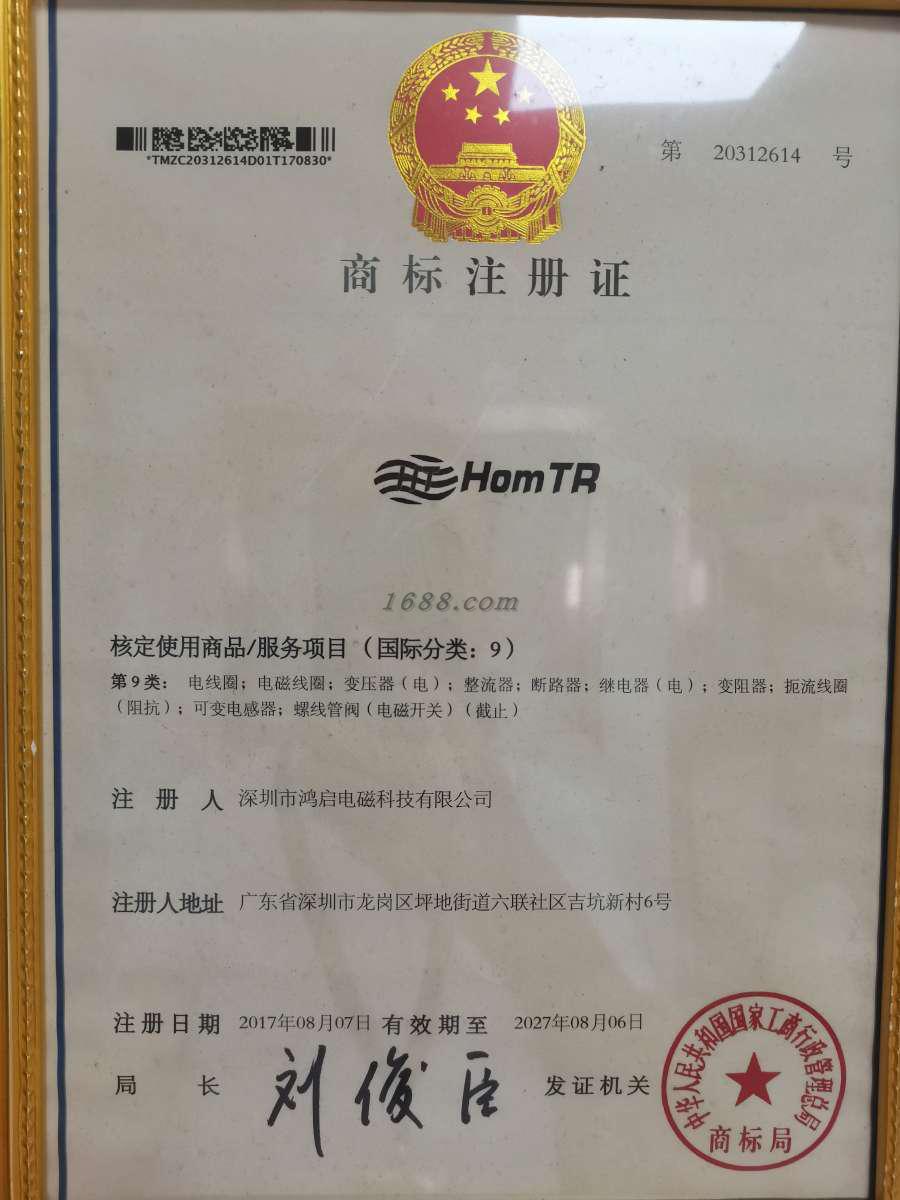 *TMZC20312614D01T170830*
第 20312614 号
商标注册证
HT HomTR
1688.com
核定使用商品/服务项目（国际分类：9）
第9类： 电线圈；电磁线圈；变压器（电）；整流器；断路器；继电器（电）；变阻器；扼流线圈
（阻抗）；可变电感器；螺线管阀（电磁开关）（截止）
注册人 深圳市鸿启电磁科技有限公司
注册人地址 广东省深圳市龙岗区坪地街道六联社区吉坑新村6号
注册日期 2017年08月07日 有效期至 2027年08月06日
局长 刘俊臣 发证机关
中华人民共和国国家工商行政管理总局
商标局